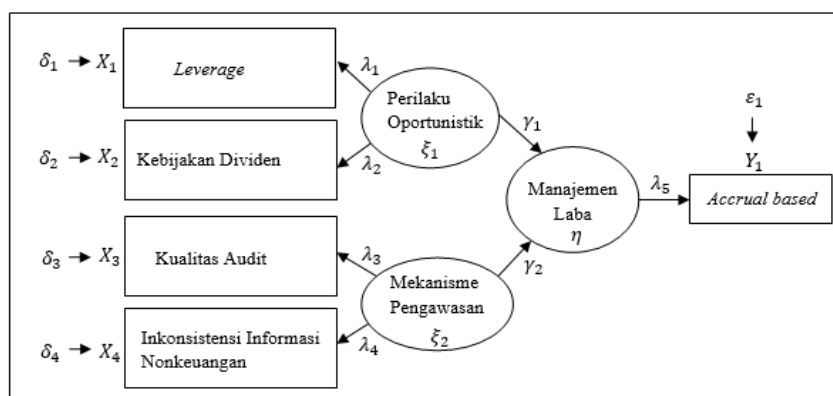 δ₁ → X₁
Leverage
λ₁
Perilaku
Oportunistik
ξ₁
γ₁
δ₂ → X₂
Kebijakan Dividen
λ₂
ε₁
Y₁
Manajemen
Laba
η
λ₅
Accrual based
δ₃ → X₃
Kualitas Audit
λ₃
Mekanisme
Pengawasan
ξ₂
γ₂
δ₄ → X₄
Inkonsistensi Informasi
Nonkeuangan
λ₄